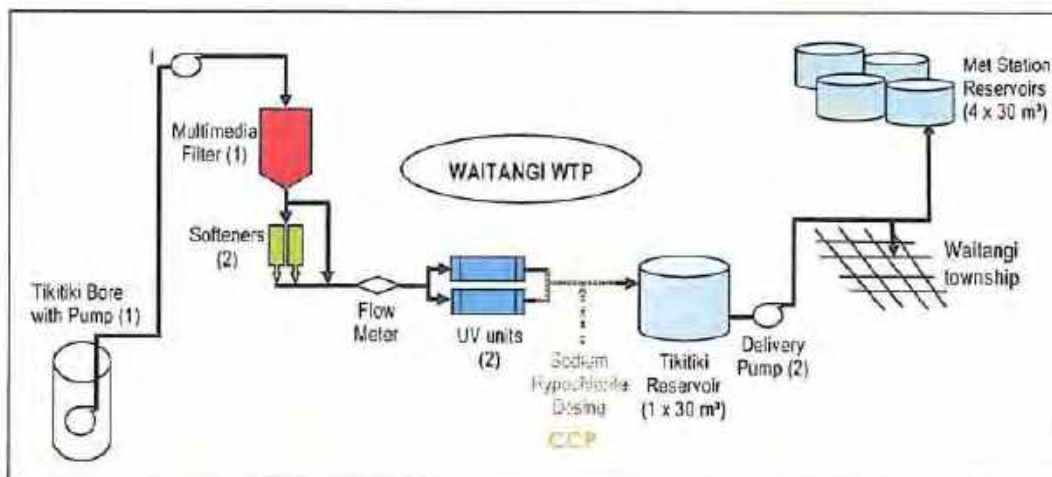 Multimedia
Filter (1)
WAITANGI WTP
Met Station
Reservoirs
(4 x 30 m³)
Softeners
(2)
Waitangi
township
Tikitiki Bore
with Pump (1)
Flow
Meter
UV units
(2)
Sodium
Hypochlorite
Dosing
CCP
Tikitiki
Reservoir
(1 x 30 m³)
Delivery
Pump (2)